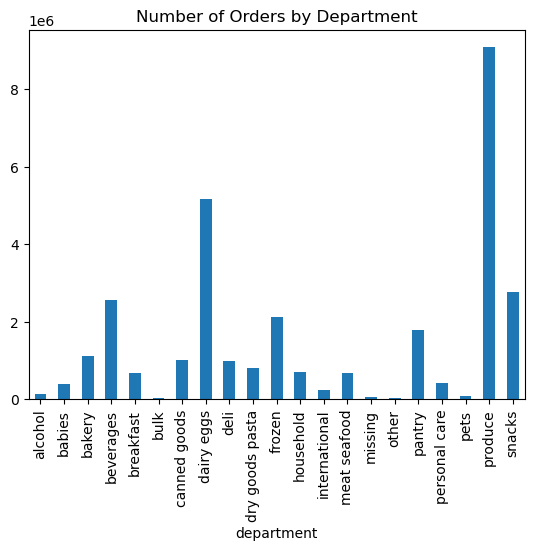 Number of Orders by Department
1e6
8
6
4
2
0
alcohol
babies
bakery
beverages
breakfast
bulk
canned goods
dairy eggs
deli
dry goods pasta
frozen
household
international
meat seafood
missing
other
pantry
personal care
pets
produce
snacks
department